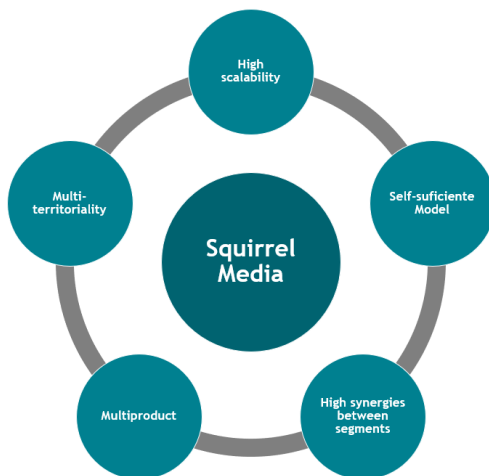 High
scalability
Self-suficiente
Model
High synergies
between
segments
Multiproduct
Multi-
territoriality
Squirrel
Media